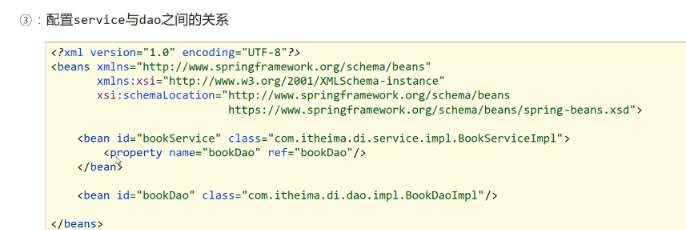 ③：配置service与dao之间的关系
<?xml version="1.0" encoding="UTF-8"?>
<beans xmlns="http://www.springframework.org/schema/beans"
xmlns:xsi="http://www.w3.org/2001/XMLSchema-instance"
xsi:schemaLocation="http://www.springframework.org/schema/beans
https://www.springframework.org/schema/beans/spring-beans.xsd">
<bean id="bookService" class="com.itheima.di.service.impl.BookServiceImpl">
<property name="bookDao" ref="bookDao"/>
</bean>
<bean id="bookDao" class="com.itheima.di.dao.impl.BookDaoImpl"/>
</beans>